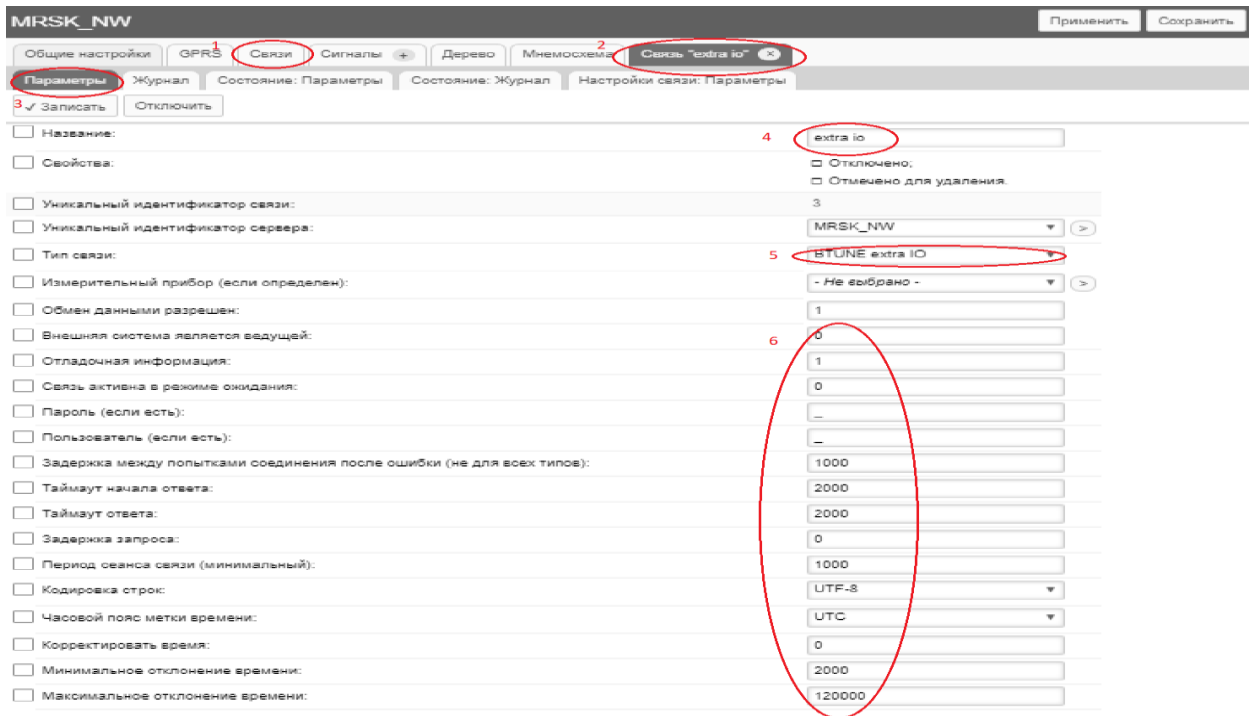 MRSK_NW Применить Сохранить
1 2
Общие настройки GPRS Связи Сигналы + Дерево Мнемосхема Связь "extra io" ×
Параметры Журнал Состояние: Параметры Состояние: Журнал Настройки связи: Параметры
3 ✓ Записать Отключить
Название: 4 extra io
Свойства: Отключено;
Отмечено для удаления.
Уникальный идентификатор связи: 3
Уникальный идентификатор сервера: MRSK_NW ▼ >
Тип связи: 5 BTUNE extra IO ▼
Измерительный прибор (если определен): - Не выбрано - ▼ >
Обмен данными разрешен: 1
Внешняя система является ведущей: 6 0
Отладочная информация: 1
Связь активна в режиме ожидания: 0
Пароль (если есть): _
Пользователь (если есть): _
Задержка между попытками соединения после ошибки (не для всех типов): 1000
Таймаут начала ответа: 2000
Таймаут ответа: 2000
Задержка запроса: 0
Период сеанса связи (минимальный): 1000
Кодировка строк: UTF-8 ▼
Часовой пояс метки времени: UTC ▼
Корректировать время: 0
Минимальное отклонение времени: 2000
Максимальное отклонение времени: 120000